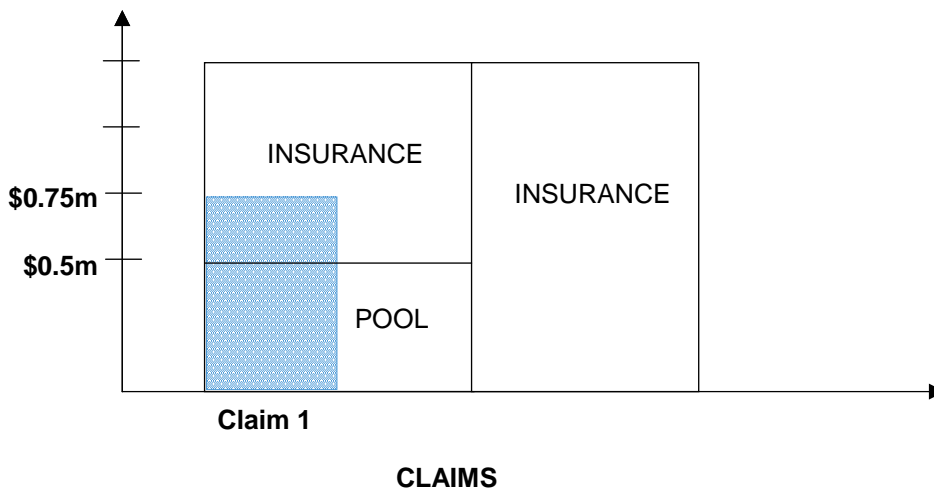 INSURANCE
INSURANCE
$0.75m
$0.5m
POOL
Claim 1
CLAIMS